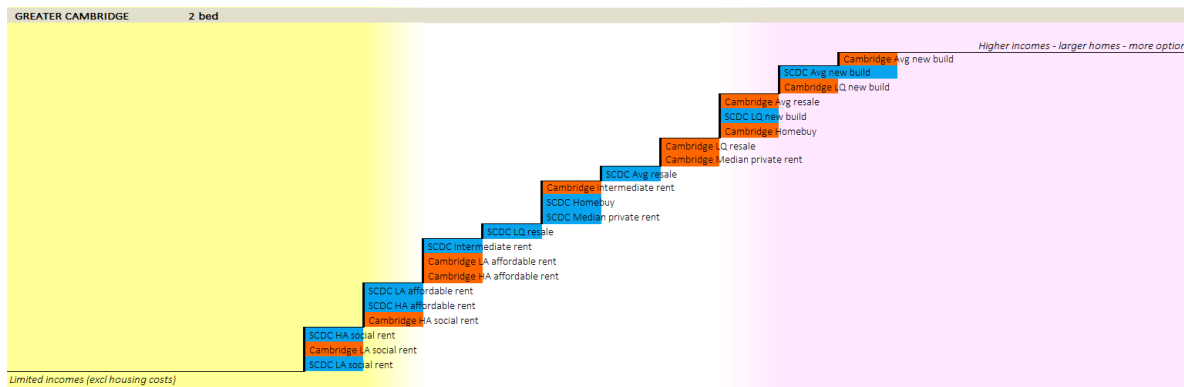 GREATER CAMBRIDGE 2 bed
Higher incomes - larger homes - more option
Cambridge Avg new build
SCDC Avg new build
Cambridge LQ new build
Cambridge Avg resale
SCDC LQ new build
Cambridge Homebuy
Cambridge LQ resale
Cambridge Median private rent
SCDC Avg resale
Cambridge Intermediate rent
SCDC Homebuy
SCDC Median private rent
SCDC LQ resale
SCDC Intermediate rent
Cambridge LA affordable rent
Cambridge HA affordable rent
SCDC LA affordable rent
SCDC HA affordable rent
Cambridge HA social rent
SCDC HA social rent
Cambridge LA social rent
SCDC LA social rent
Limited incomes (excl housing costs)